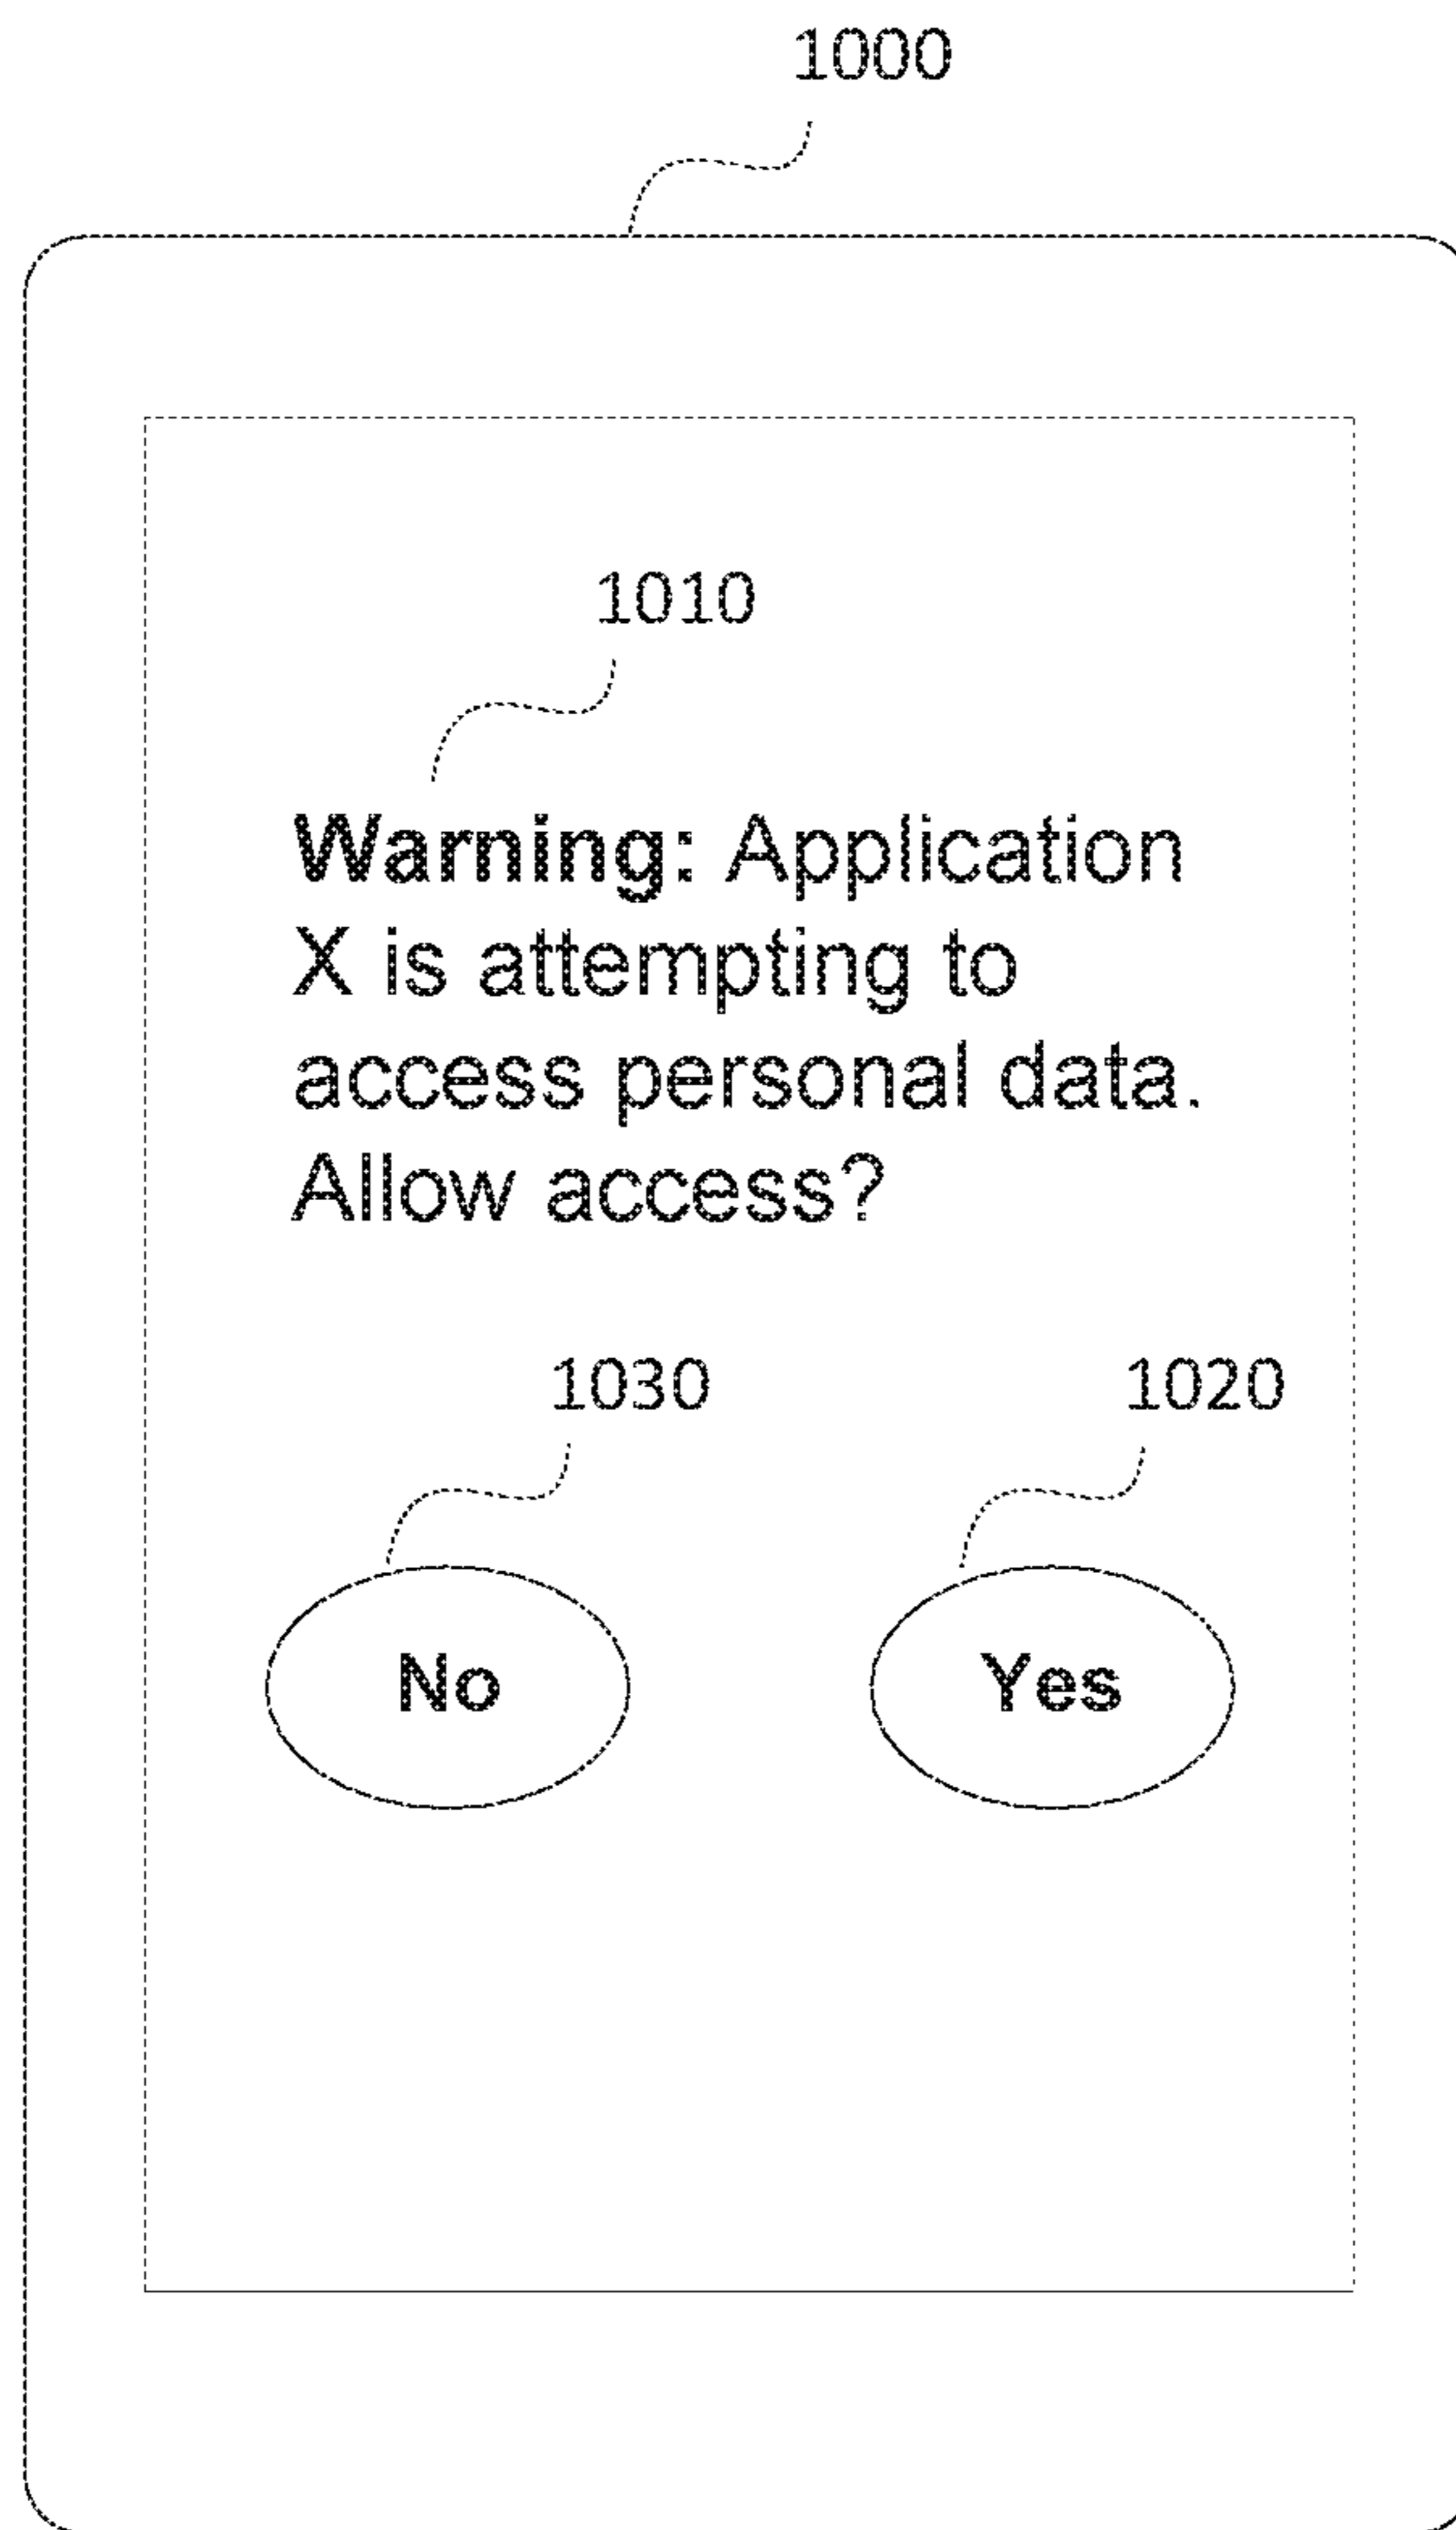 1000
1010
Warning: Application
X is attempting to
access personal data.
Allow access?
1030 1020
No Yes